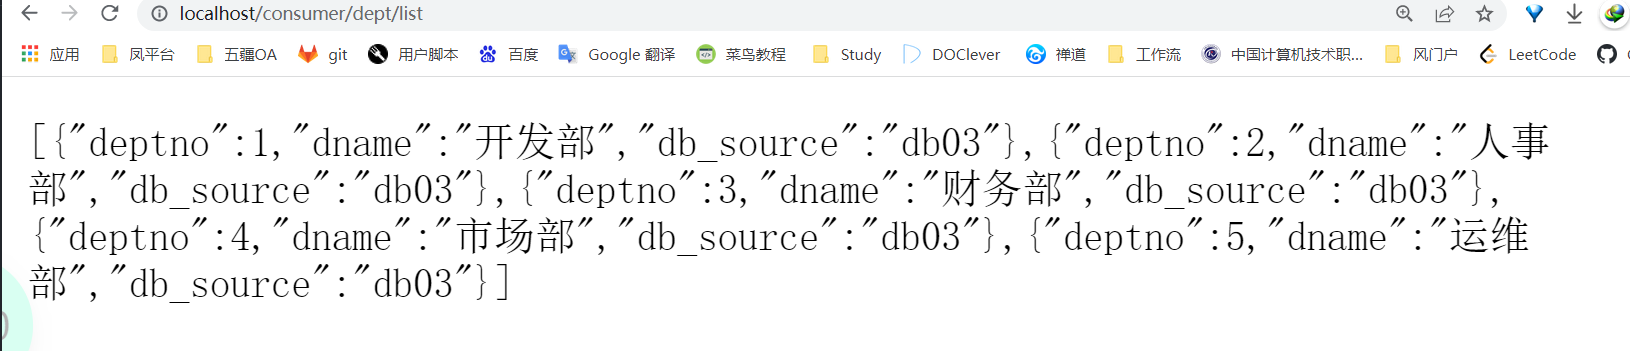 localhost/consumer/dept/list
应用 凤平台 五疆OA git 用户脚本 百度 Google 翻译 菜鸟教程 Study DOClever 禅道 工作流 中国计算机技术职... 风门户 LeetCode
[{"deptno":1,"dname":"开发部","db_source":"db03"},{"deptno":2,"dname":"人事
部","db_source":"db03"},{"deptno":3,"dname":"财务部","db_source":"db03"},
{"deptno":4,"dname":"市场部","db_source":"db03"},{"deptno":5,"dname":"运维
部","db_source":"db03"}]